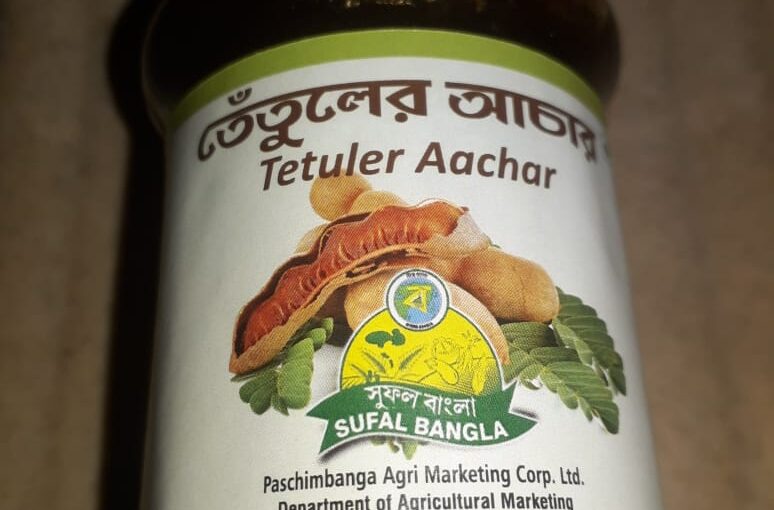 তেঁতুলের আচার
Tetuler Aachar
ব
সুফল বাংলা
SUFAL BANGLA
Paschimbanga Agri Marketing Corp. Ltd.
Department of Agricultural Marketing